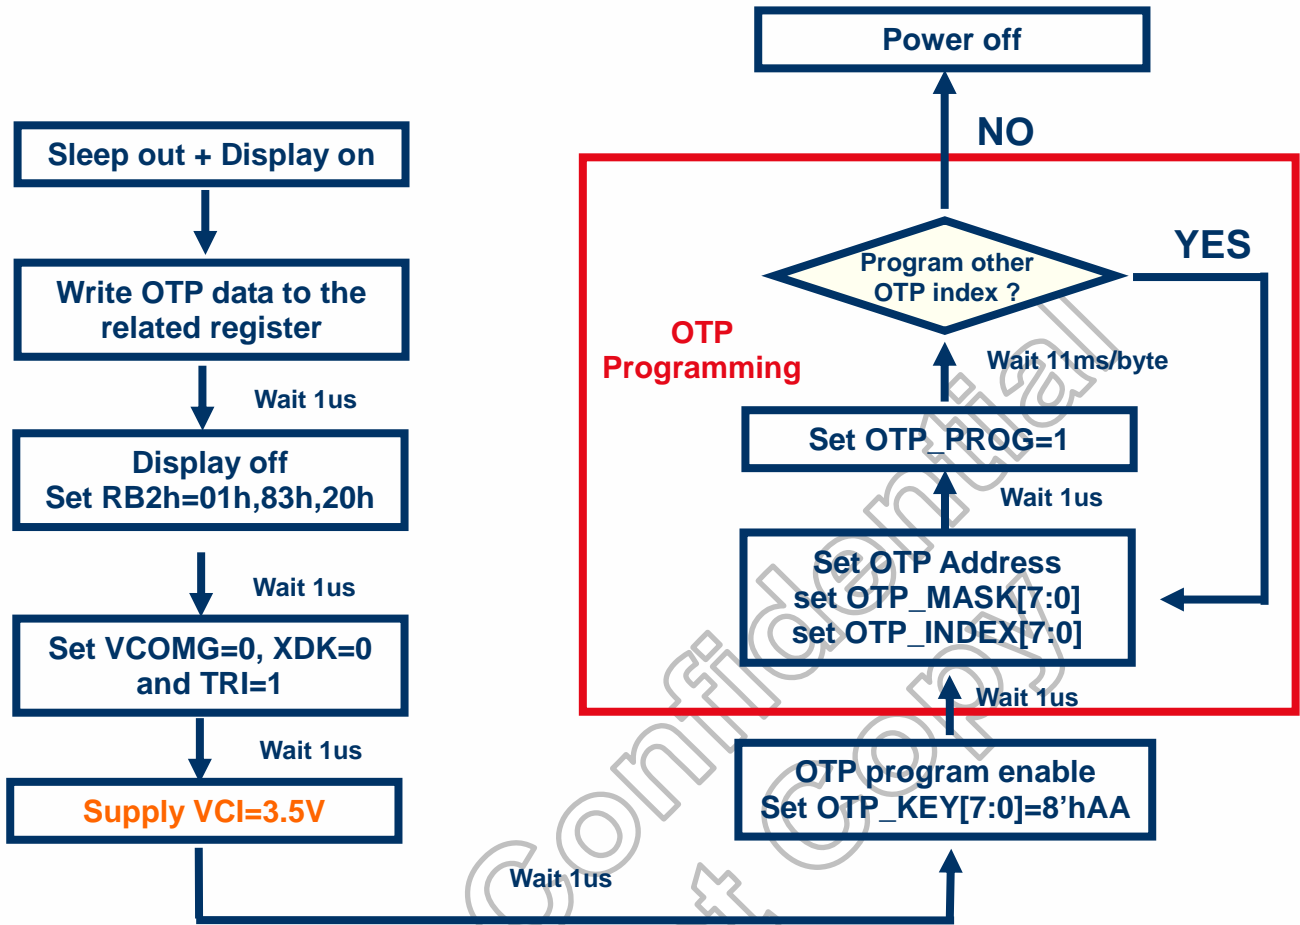 Sleep out + Display on
Write OTP data to the
related register
Wait 1us
Display off
Set RB2h=01h,83h,20h
Wait 1us
Set VCOMG=0, XDK=0
and TRI=1
Wait 1us
Supply VCI=3.5V
Wait 1us
OTP program enable
Set OTP_KEY[7:0]=8’hAA
Wait 1us
Set OTP Address
set OTP_MASK[7:0]
set OTP_INDEX[7:0]
Wait 1us
Set OTP_PROG=1
Wait 11ms/byte
OTP
Programming
Program other
OTP index ?
YES
NO
Power off
Confidential
Copy